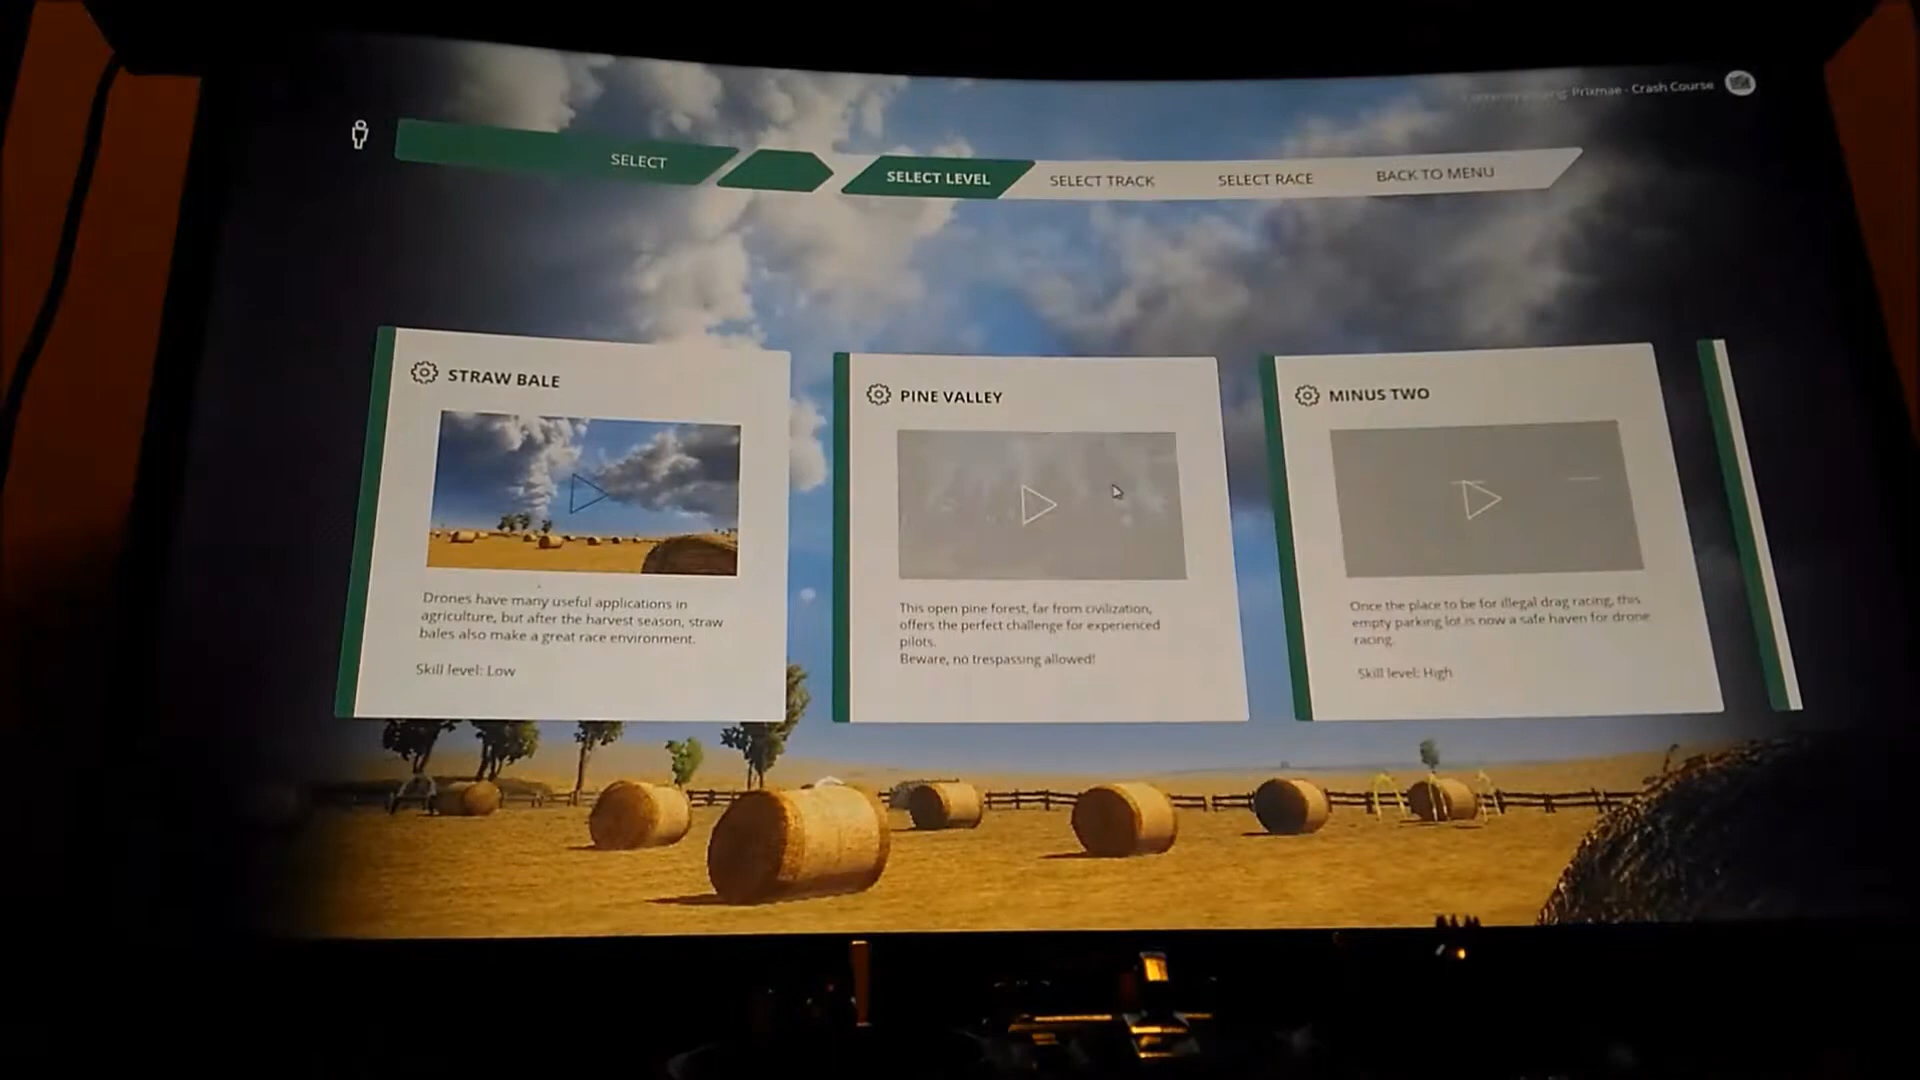 Prixmae - Crash Course
SELECT
SELECT LEVEL
SELECT TRACK
SELECT RACE
BACK TO MENU
STRAW BALE
Drones have many useful applications in
agriculture, but after the harvest season, straw
bales also make a great race environment.
Skill level: Low
PINE VALLEY
This open pine forest, far from civilization,
offers the perfect challenge for experienced
pilots.
Beware, no trespassing allowed!
MINUS TWO
Once the place to be for illegal drag racing, this
empty parking lot is now a safe haven for drone
racing.
Skill level: High